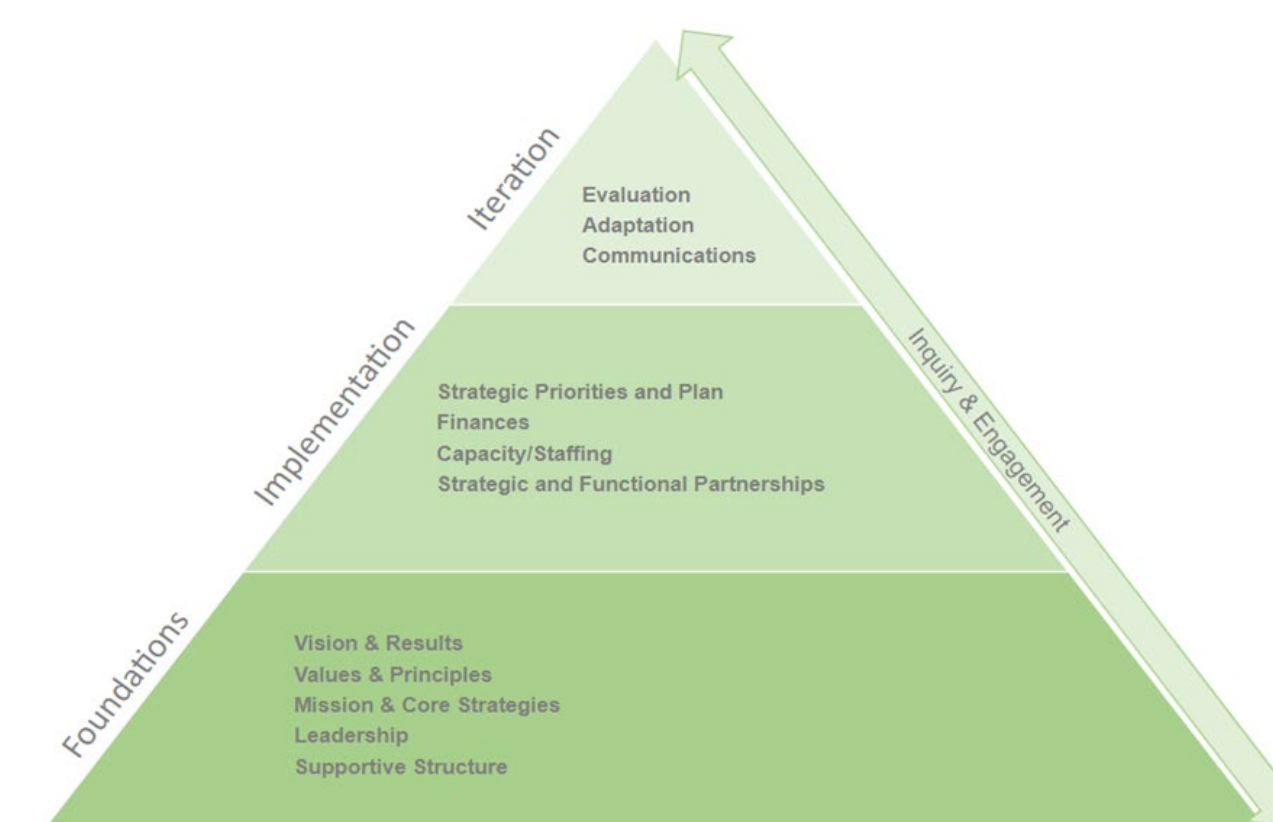 Iteration
Evaluation
Adaptation
Communications
Implementation
Strategic Priorities and Plan
Finances
Capacity/Staffing
Strategic and Functional Partnerships
Inquiry & Engagement
Foundations
Vision & Results
Values & Principles
Mission & Core Strategies
Leadership
Supportive Structure